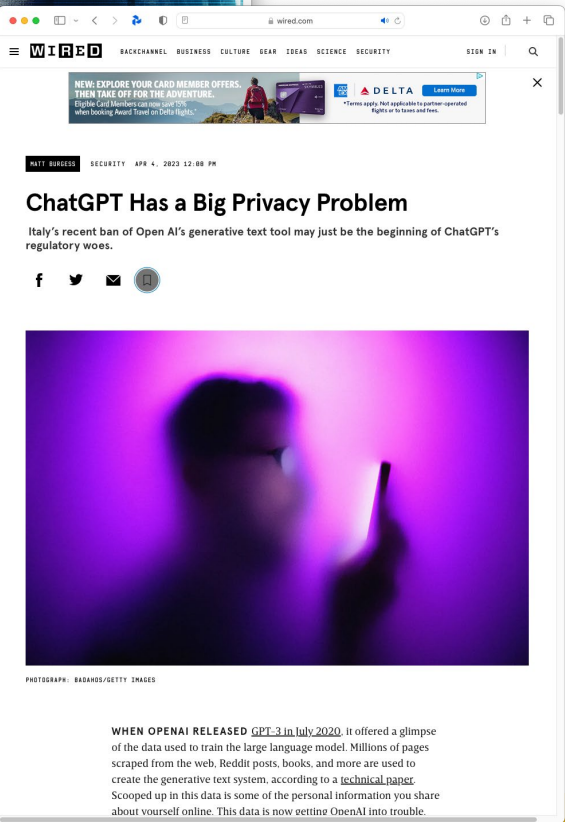 wired.com
WIRED
BACKCHANNEL BUSINESS CULTURE GEAR IDEAS SCIENCE SECURITY
SIGN IN
NEW: EXPLORE YOUR CARD MEMBER OFFERS.
THEN TAKE OFF FOR THE ADVENTURE.
Eligible Card Members can now save 15%
when booking Award Travel on Delta flights.*
DELTA
Learn More
*Terms apply. Not applicable to partner-operated
flights or to taxes and fees.
MATT BURGESS SECURITY APR 4, 2023 12:08 PM
ChatGPT Has a Big Privacy Problem
Italy's recent ban of Open AI's generative text tool may just be the beginning of ChatGPT's
regulatory woes.
PHOTOGRAPH: BADAHOS/GETTY IMAGES
WHEN OPENAI RELEASED GPT-3 in July 2020, it offered a glimpse
of the data used to train the large language model. Millions of pages
scraped from the web, Reddit posts, books, and more are used to
create the generative text system, according to a technical paper.
Scooped up in this data is some of the personal information you share
about yourself online. This data is now getting OpenAI into trouble.